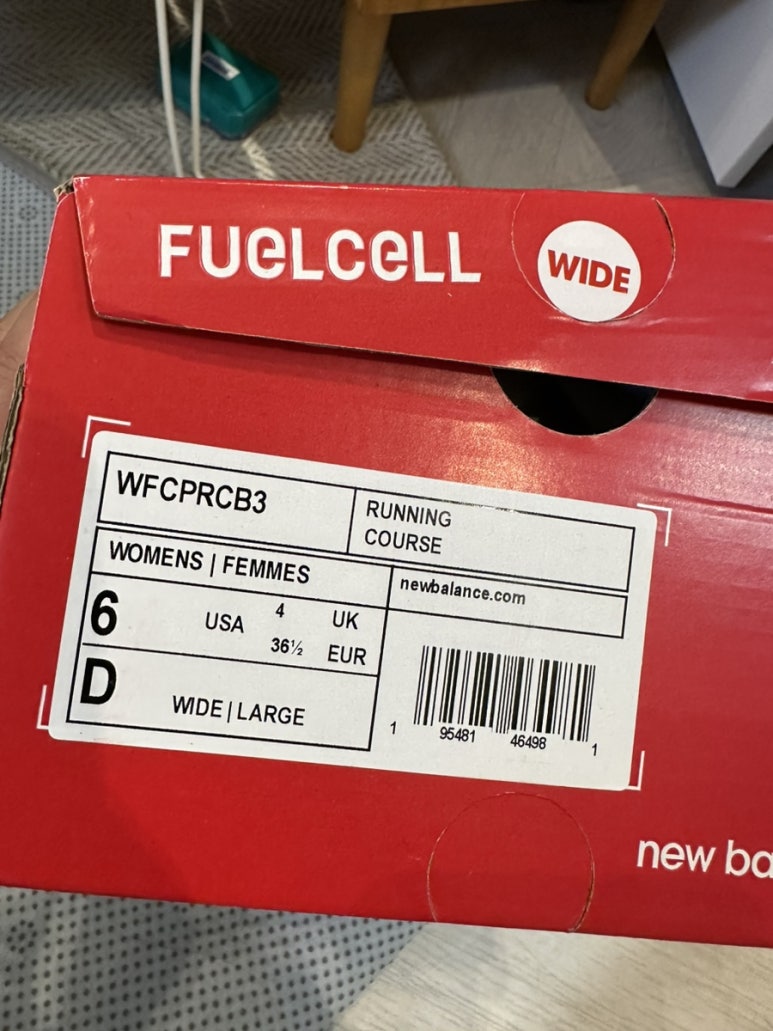 FUELCELL
WIDE
WFCPRCB3
RUNNING
COURSE
WOMENS | FEMMES
newbalance.com
6 USA 4 UK
36½ EUR
D WIDE | LARGE
1 95481 46498 1
new ba